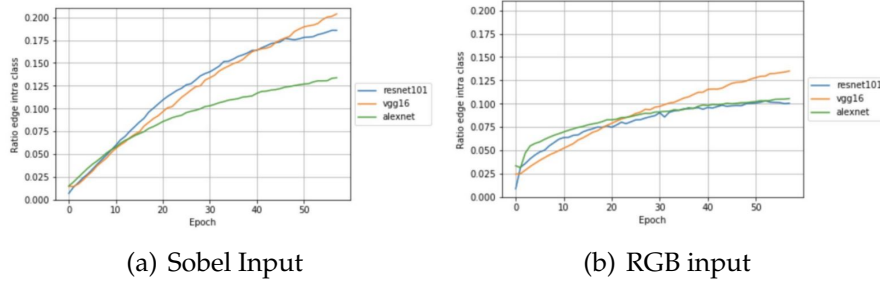 0.200
0.175
0.150
0.125
0.100
0.075
0.050
0.025
0.000
Ratio edge intra class
0 10 20 30 40 50
Epoch
resnet101
vgg16
alexnet
(a) Sobel Input
0.200
0.175
0.150
0.125
0.100
0.075
0.050
0.025
0.000
Ratio edge intra class
0 10 20 30 40 50
Epoch
resnet101
vgg16
alexnet
(b) RGB input